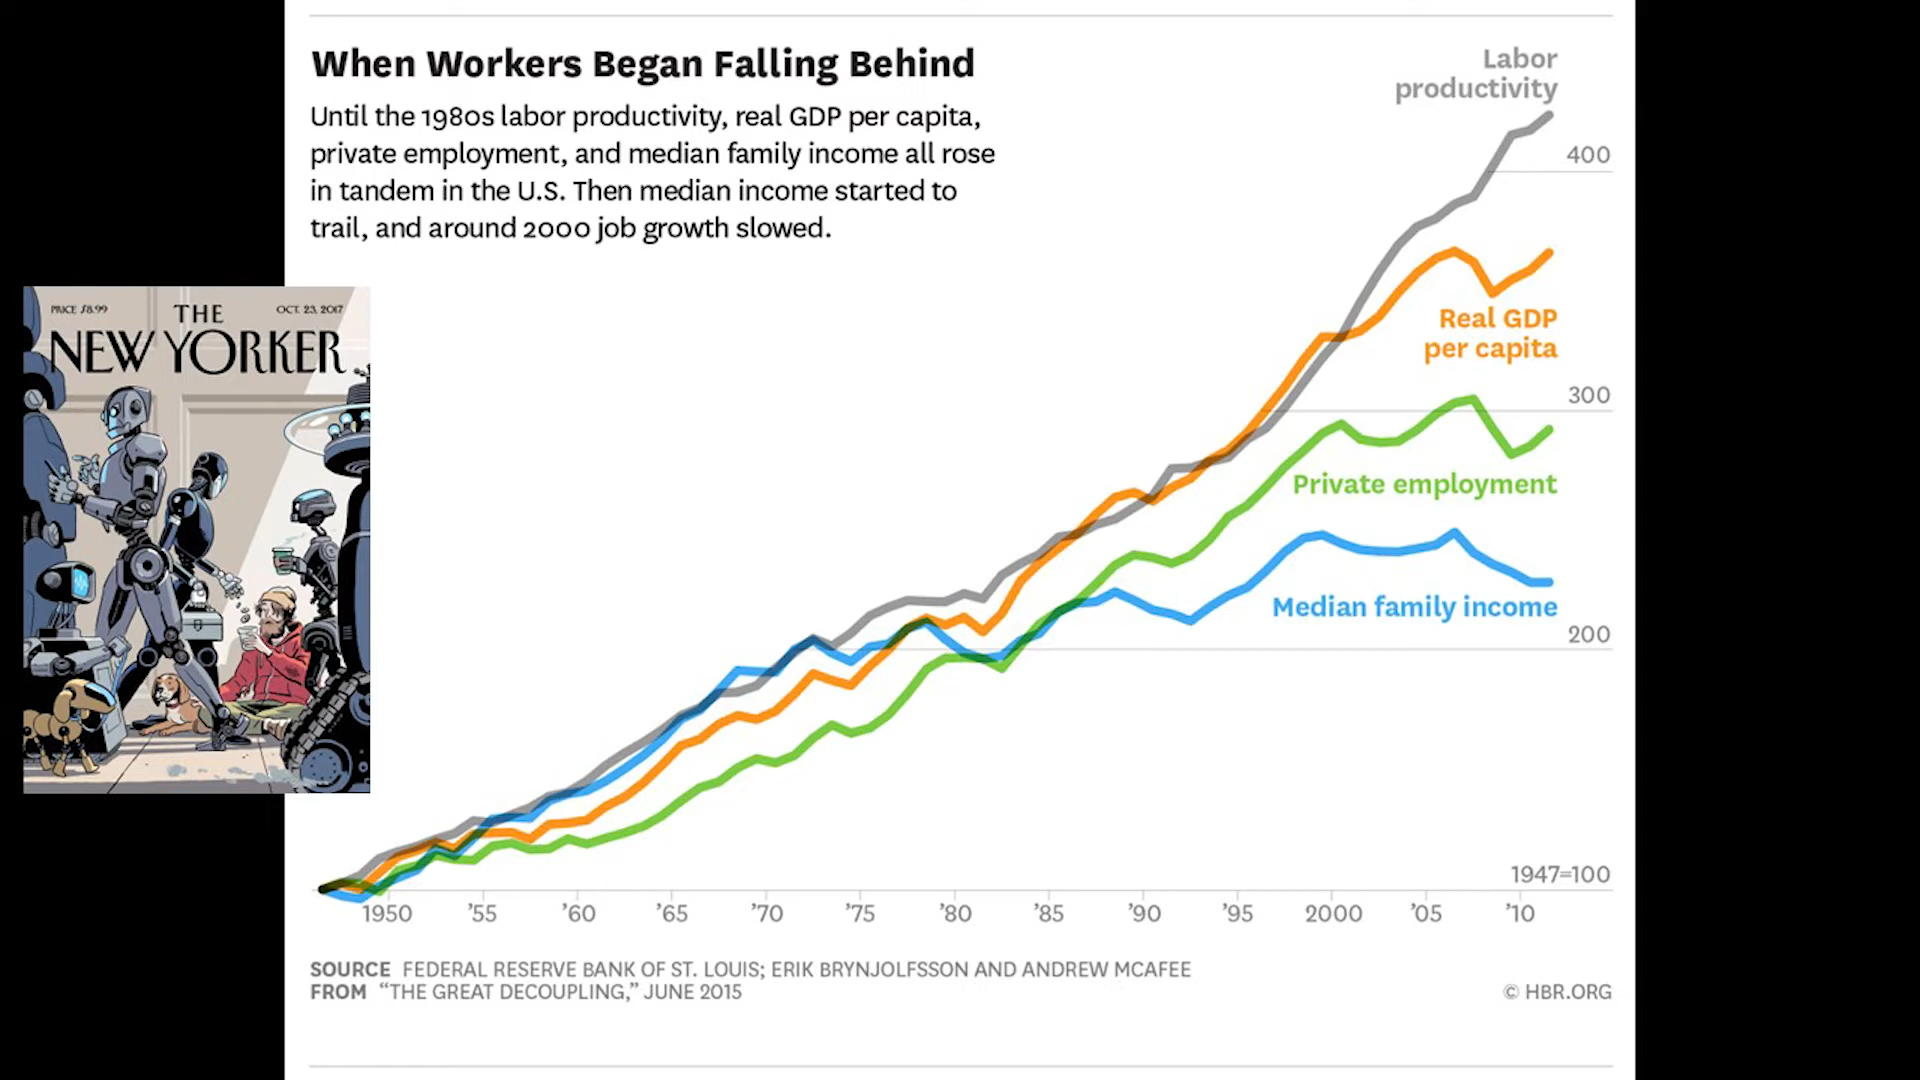 When Workers Began Falling Behind
Until the 1980s labor productivity, real GDP per capita,
private employment, and median family income all rose
in tandem in the U.S. Then median income started to
trail, and around 2000 job growth slowed.
Labor
productivity
400
Real GDP
per capita
300
Private employment
Median family income
200
1947=100
1950 ’55 ’60 ’65 ’70 ’75 ’80 ’85 ’90 ’95 2000 ’05 ’10
SOURCE FEDERAL RESERVE BANK OF ST. LOUIS; ERIK BRYNJOLFSSON AND ANDREW MCAFEE
FROM “THE GREAT DECOUPLING,” JUNE 2015
© HBR.ORG
PRICE $8.99
THE
OCT. 23, 2017
NEW YORKER